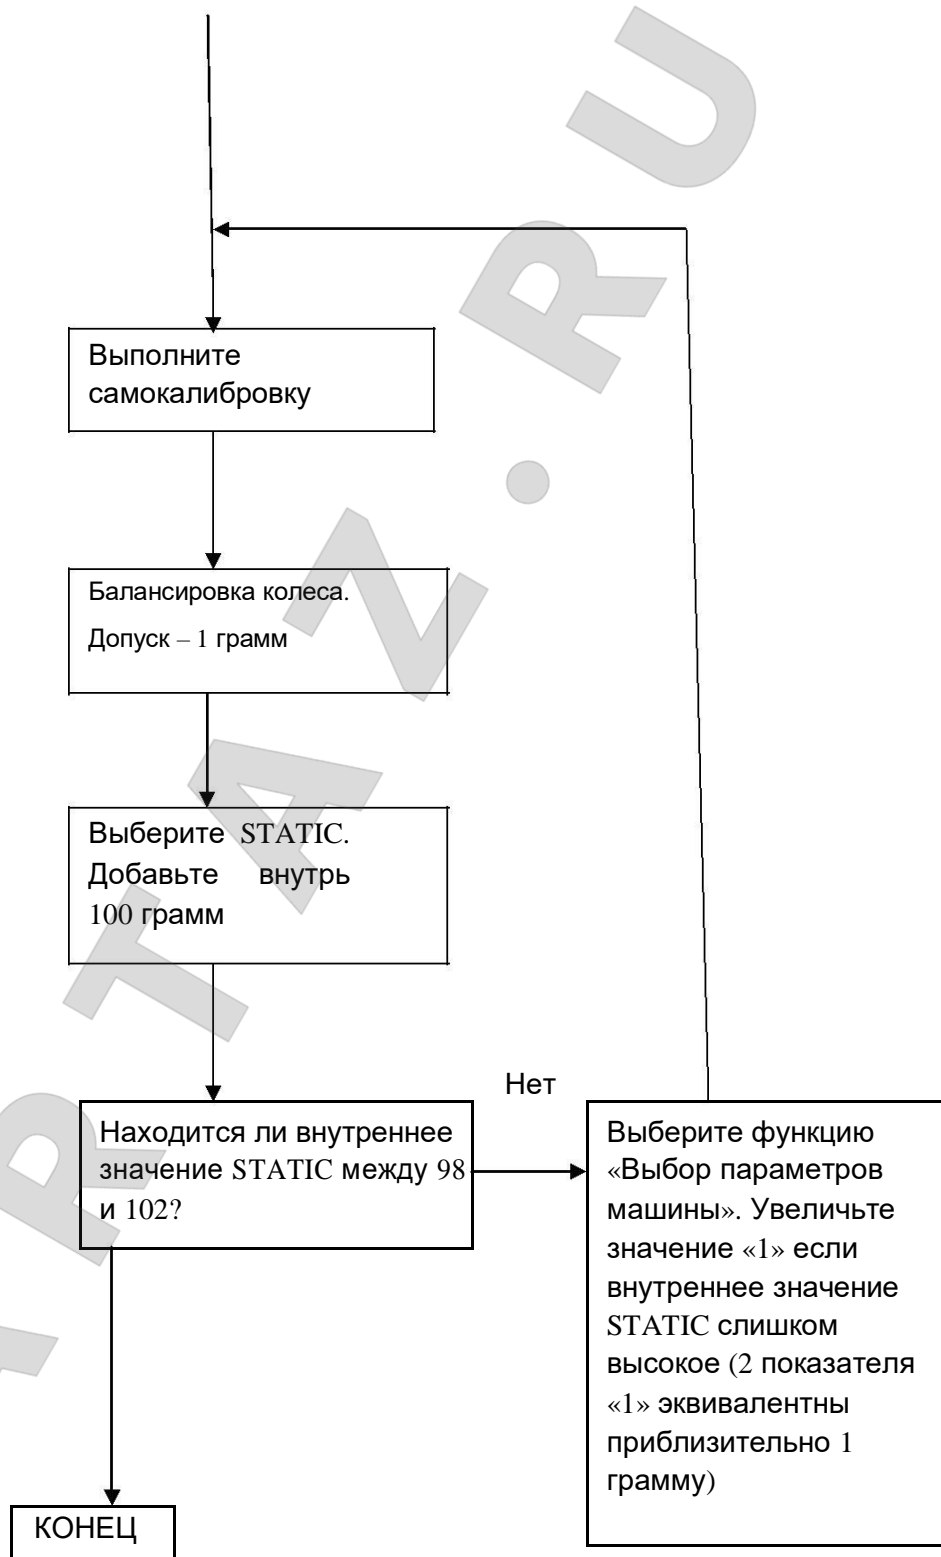 Выполните
самокалибровку
Балансировка колеса.
Допуск – 1 грамм
Выберите STATIC.
Добавьте внутрь
100 грамм
Нет
Находится ли внутреннее
значение STATIC между 98
и 102?
Выберите функцию
«Выбор параметров
машины». Увеличьте
значение «1» если
внутреннее значение
STATIC слишком
высокое (2 показателя
«1» эквивалентны
приблизительно 1
грамму)
КОНЕЦ
ARTAZ.RU